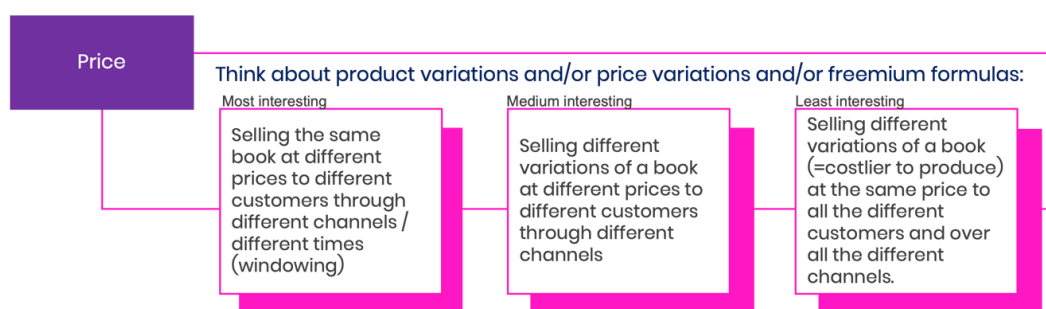 Price
Think about product variations and/or price variations and/or freemium formulas:
Most interesting
Selling the same
book at different
prices to different
customers through
different channels /
different times
(windowing)
Medium interesting
Selling different
variations of a book
at different prices to
different customers
through different
channels
Least interesting
Selling different
variations of a book
(=costlier to produce)
at the same price to
all the different
customers and over
all the different
channels.